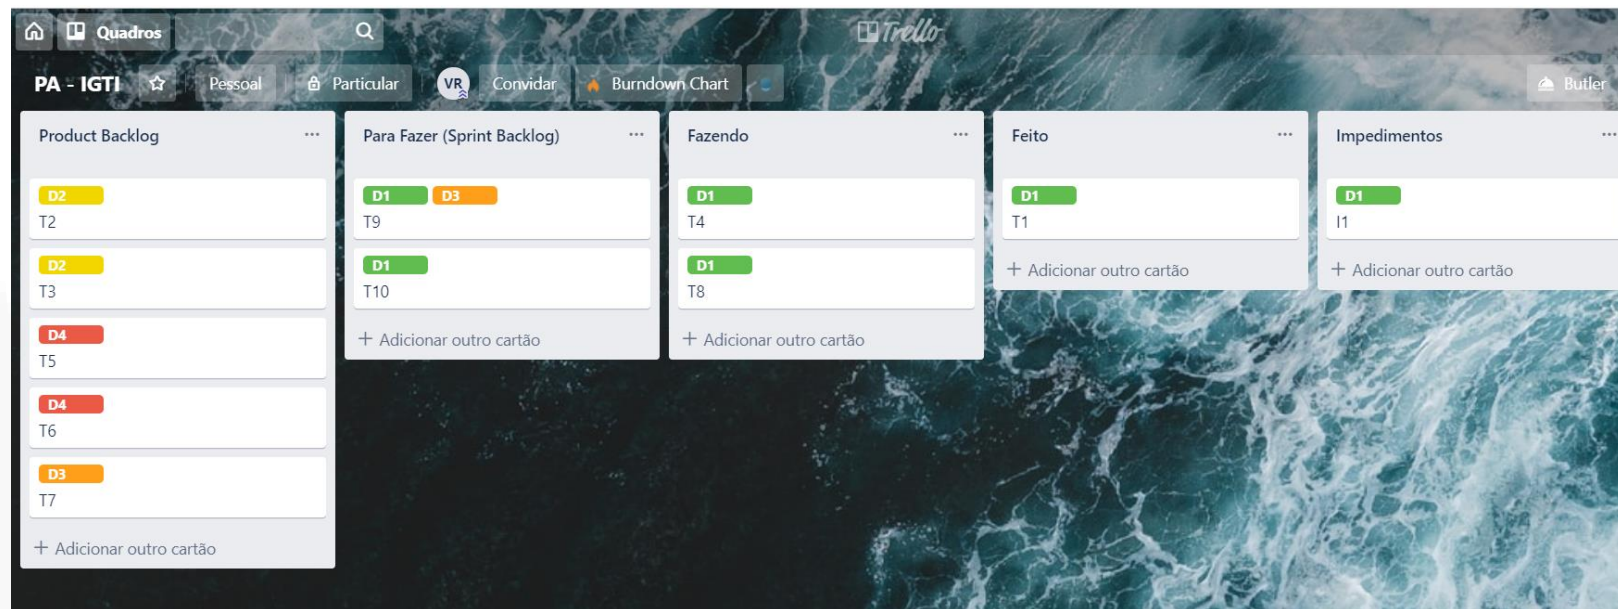 Quadros
Trello
PA - IGTI
Pessoal
Particular
VR
Convidar
Burndown Chart
Butler
Product Backlog
D2
T2
D2
T3
D4
T5
D4
T6
D3
T7
+ Adicionar outro cartão
Para Fazer (Sprint Backlog)
D1 D3
T9
D1
T10
+ Adicionar outro cartão
Fazendo
D1
T4
D1
T8
+ Adicionar outro cartão
Feito
D1
T1
+ Adicionar outro cartão
Impedimentos
D1
I1
+ Adicionar outro cartão